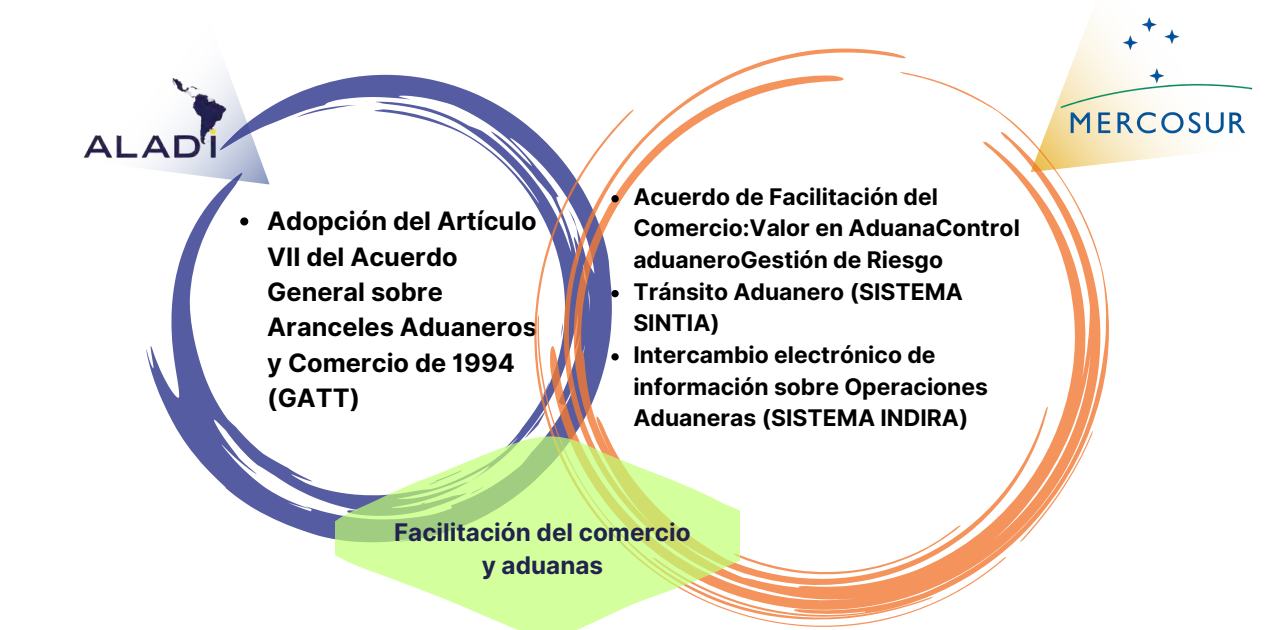 ALADI
MERCOSUR
• Adopción del Artículo
VII del Acuerdo
General sobre
Aranceles Aduaneros
y Comercio de 1994
(GATT)
• Acuerdo de Facilitación del
Comercio:Valor en AduanaControl
aduaneroGestión de Riesgo
• Tránsito Aduanero (SISTEMA
SINTIA)
• Intercambio electrónico de
información sobre Operaciones
Aduaneras (SISTEMA INDIRA)
Facilitación del comercio
y aduanas